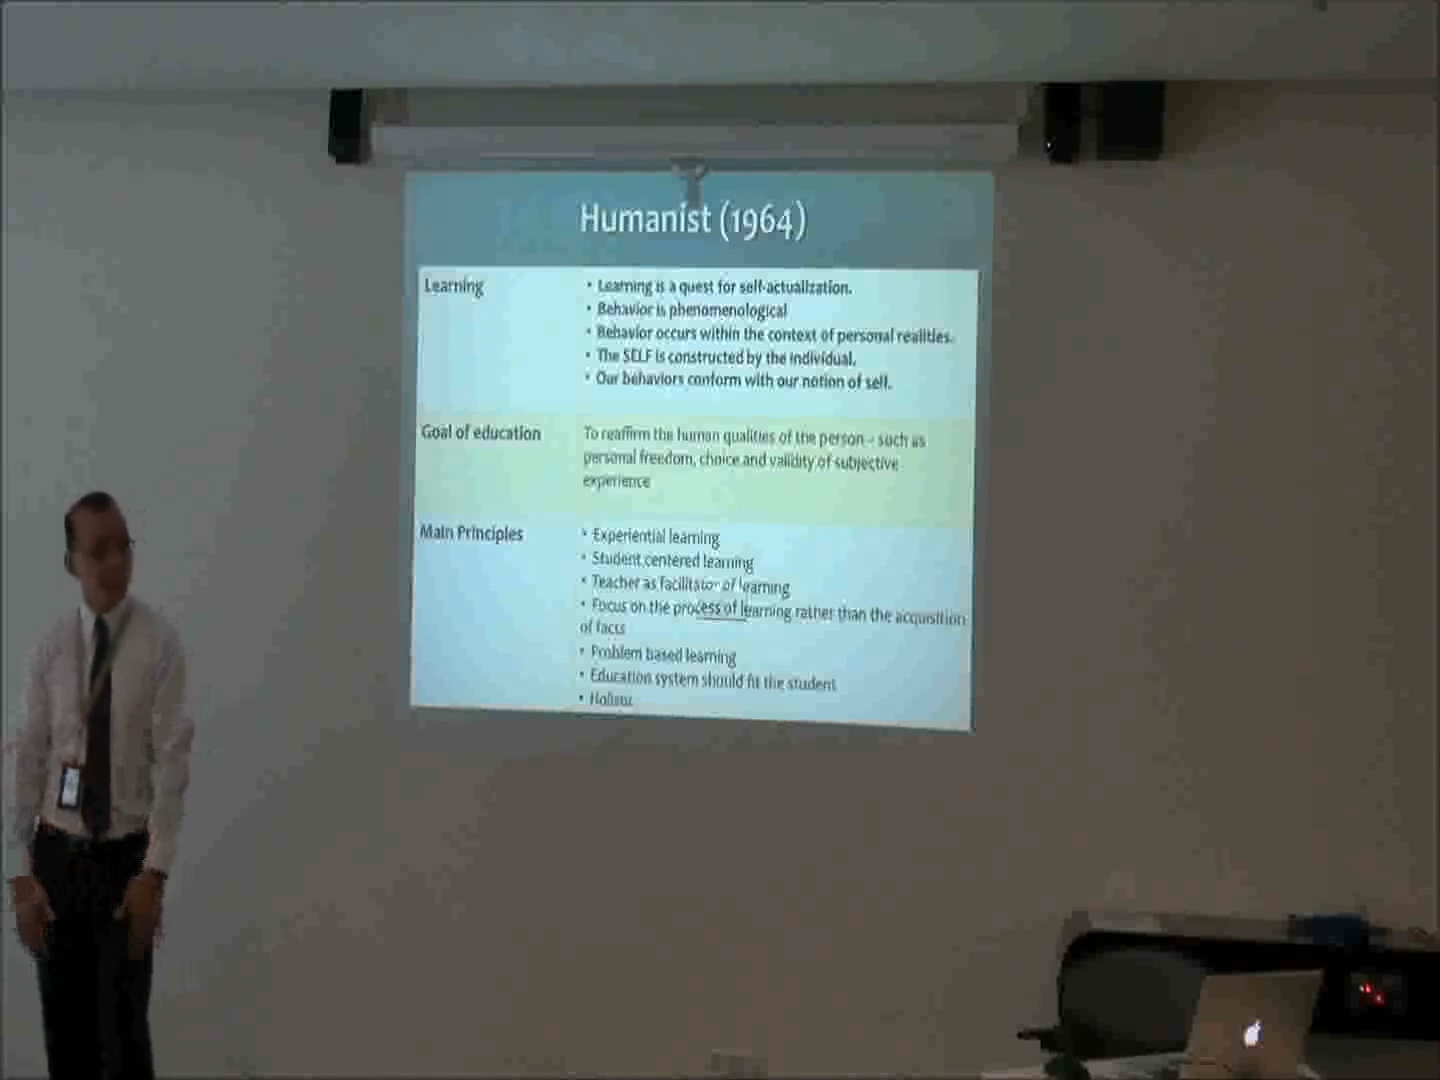 Humanist (1964)
Learning
• Learning is a quest for self-actualization.
• Behavior is phenomenological
• Behavior occurs within the context of personal realities.
• The SELF is constructed by the individual.
• Our behaviors conform with our notion of self.
Goal of education
To reaffirm the human qualities of the person – such as
personal freedom, choice and validity of subjective
experience
Main Principles
• Experiential learning
• Student centered learning
• Teacher as facilitator of learning
• Focus on the process of learning rather than the acquisition
of facts
• Problem based learning
• Education system should fit the student
• Holistic